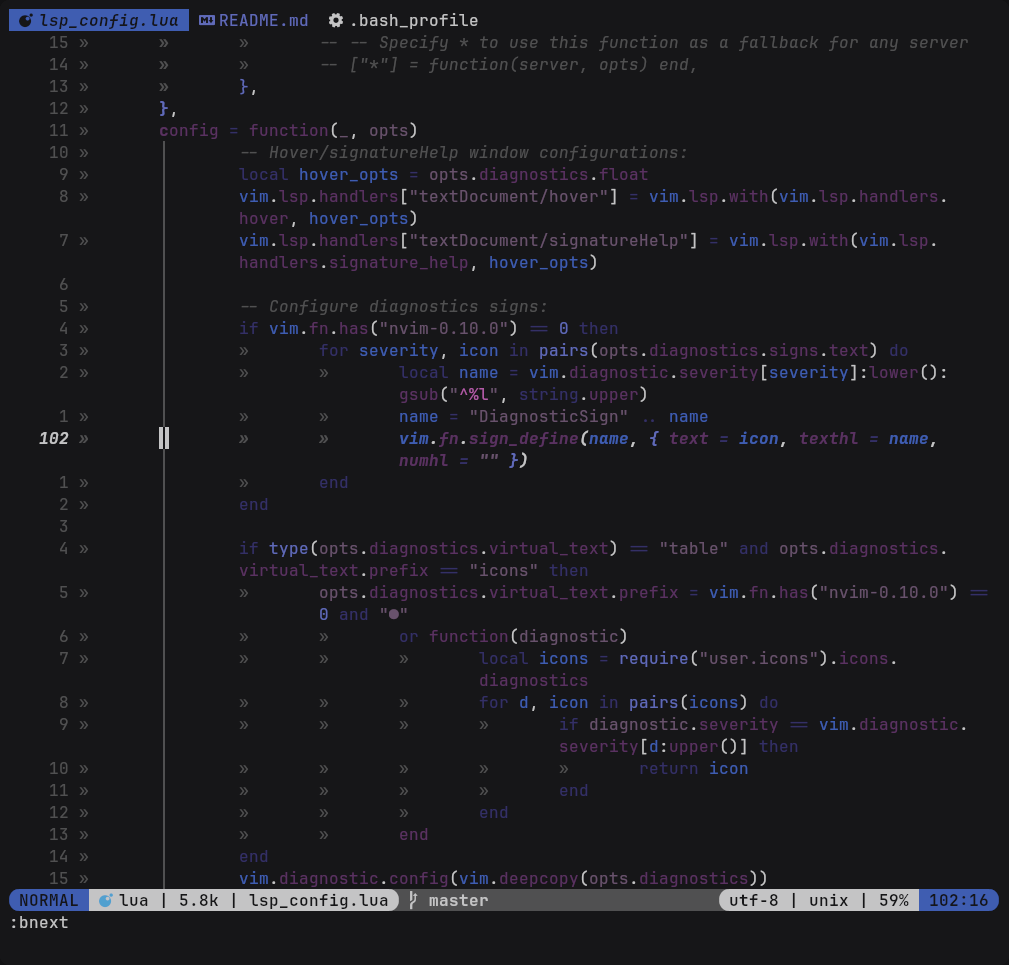 lsp_config.lua README.md .bash_profile
15 » » » -- -- Specify * to use this function as a fallback for any server
14 » » » -- ["*"] = function(server, opts) end,
13 » » },
12 » },
11 » config = function(_, opts)
10 » -- Hover/signatureHelp window configurations:
9 » local hover_opts = opts.diagnostics.float
8 » vim.lsp.handlers["textDocument/hover"] = vim.lsp.with(vim.lsp.handlers.
hover, hover_opts)
7 » vim.lsp.handlers["textDocument/signatureHelp"] = vim.lsp.with(vim.lsp.
handlers.signature_help, hover_opts)
6
5 » -- Configure diagnostics signs:
4 » if vim.fn.has("nvim-0.10.0") == 0 then
3 » » for severity, icon in pairs(opts.diagnostics.signs.text) do
2 » » » local name = vim.diagnostic.severity[severity]:lower():
gsub("^%l", string.upper)
1 » » » name = "DiagnosticSign" .. name
102 » » » vim.fn.sign_define(name, { text = icon, texthl = name,
numhl = "" })
1 » » end
2 » end
3
4 » if type(opts.diagnostics.virtual_text) == "table" and opts.diagnostics.
virtual_text.prefix == "icons" then
5 » » opts.diagnostics.virtual_text.prefix = vim.fn.has("nvim-0.10.0") ==
0 and "●"
6 » » » or function(diagnostic)
7 » » » » local icons = require("user.icons").icons.
diagnostics
8 » » » » for d, icon in pairs(icons) do
9 » » » » » if diagnostic.severity == vim.diagnostic.
severity[d:upper()] then
10 » » » » » » return icon
11 » » » » » end
12 » » » » end
13 » » » end
14 » end
15 » vim.diagnostic.config(vim.deepcopy(opts.diagnostics))
NORMAL lua | 5.8k | lsp_config.lua master utf-8 | unix | 59% 102:16
:bnext